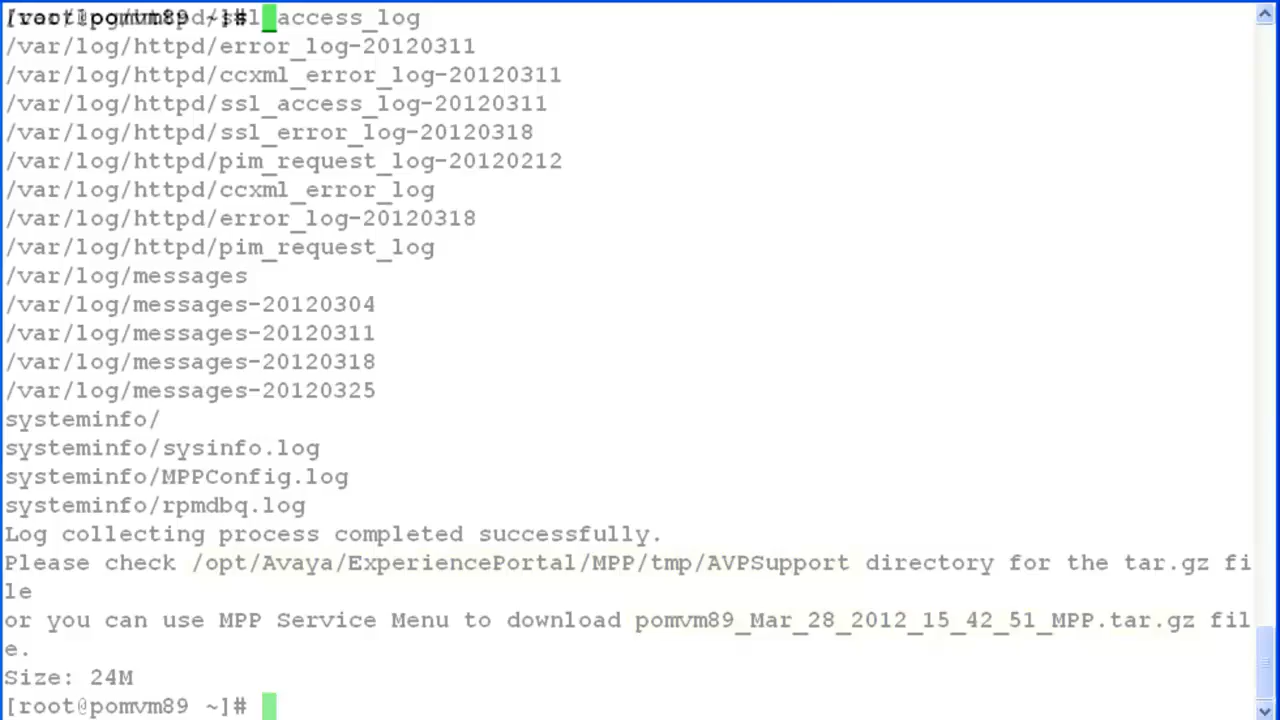 [root@pomvm89 ~]# access_log
/var/log/httpd/error_log-20120311
/var/log/httpd/ccxml_error_log-20120311
/var/log/httpd/ssl_access_log-20120311
/var/log/httpd/ssl_error_log-20120318
/var/log/httpd/pim_request_log-20120212
/var/log/httpd/ccxml_error_log
/var/log/httpd/error_log-20120318
/var/log/httpd/pim_request_log
/var/log/messages
/var/log/messages-20120304
/var/log/messages-20120311
/var/log/messages-20120318
/var/log/messages-20120325
systeminfo/
systeminfo/sysinfo.log
systeminfo/MPPConfig.log
systeminfo/rpmdbq.log
Log collecting process completed successfully.
Please check /opt/Avaya/ExperiencePortal/MPP/tmp/AVPSupport directory for the tar.gz fi
le
or you can use MPP Service Menu to download pomvm89_Mar_28_2012_15_42_51_MPP.tar.gz fil
e.
Size: 24M
[root@pomvm89 ~]#